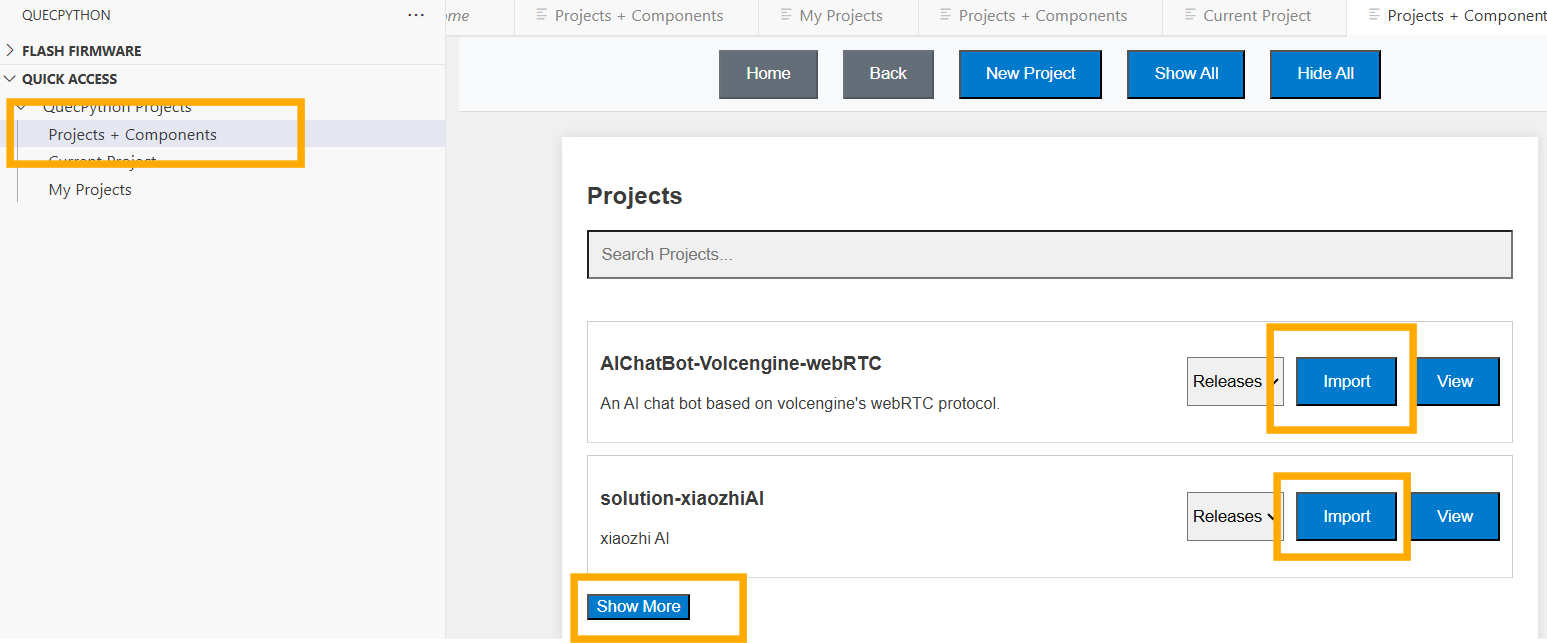 QUECPYTHON
FLASH FIRMWARE
QUICK ACCESS
QuecPython Projects
Projects + Components
Current Project
My Projects
ome
Projects + Components
My Projects
Projects + Components
Current Project
Projects + Component
Home
Back
New Project
Show All
Hide All
Projects
Search Projects...
AIChatBot-Volcengine-webRTC
An AI chat bot based on volcengine's webRTC protocol.
Releases
Import
View
solution-xiaozhiAI
xiaozhi AI
Releases
Import
View
Show More